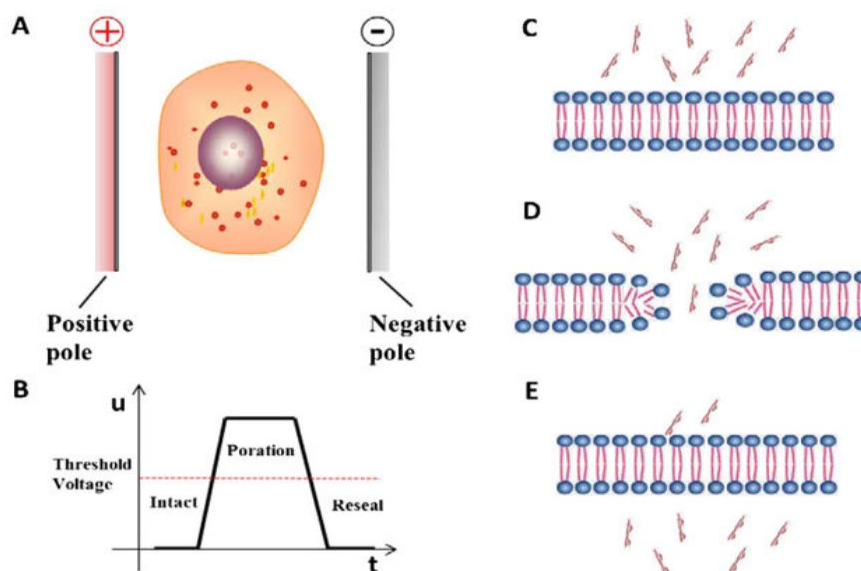 A
+
-
Positive
pole
Negative
pole
B
u
Threshold
Voltage
Poration
Intact
Reseal
t
C
D
E